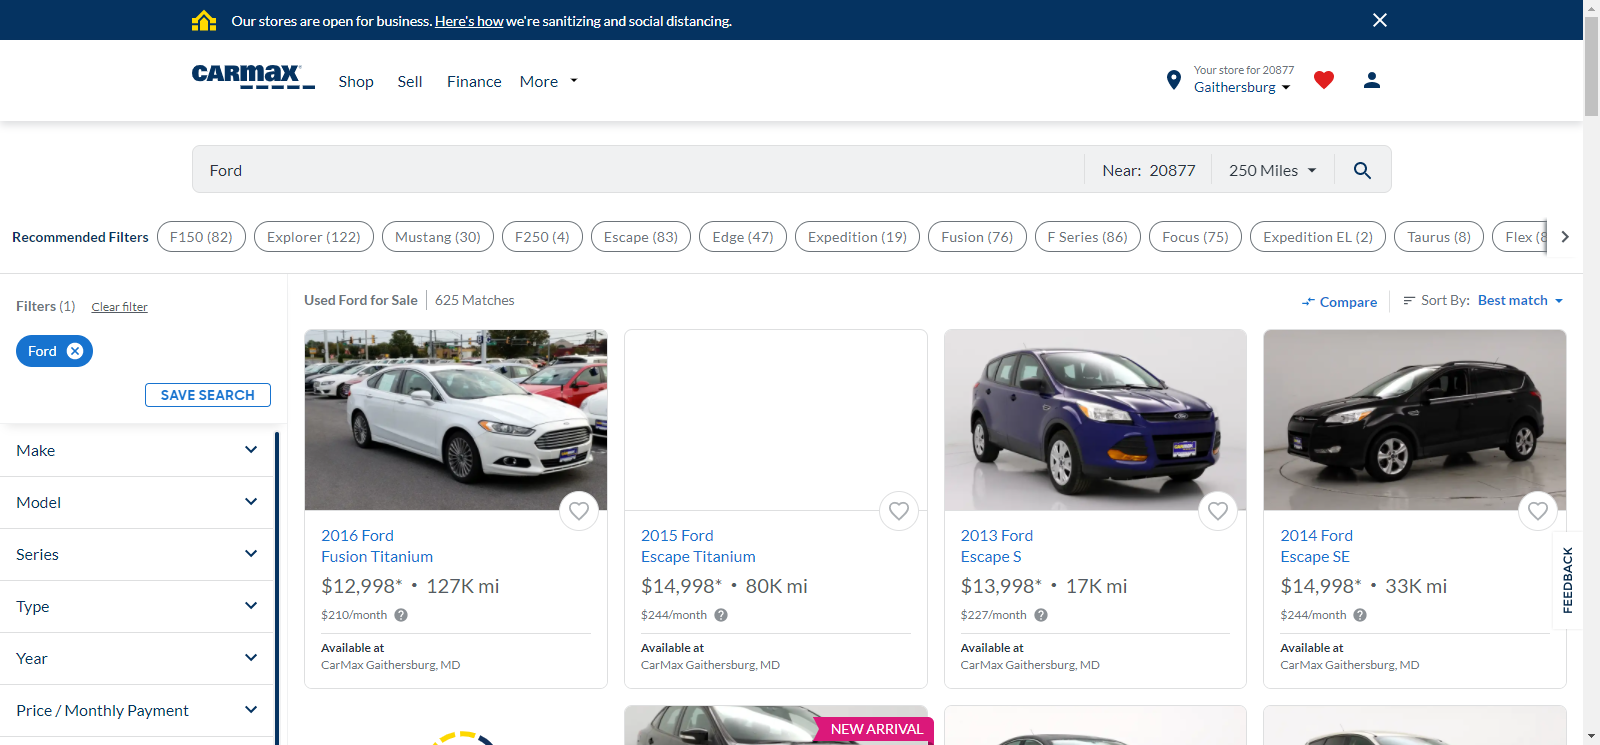 Our stores are open for business. Here's how we're sanitizing and social distancing.
CARMAX
Shop
Sell
Finance
More
Your store for 20877
Gaithersburg
Ford
Near: 20877
250 Miles
Recommended Filters
F150 (82)
Explorer (122)
Mustang (30)
F250 (4)
Escape (83)
Edge (47)
Expedition (19)
Fusion (76)
F Series (86)
Focus (75)
Expedition EL (2)
Taurus (8)
Flex (8
Filters (1)
Clear filter
Ford
SAVE SEARCH
Make
Model
Series
Type
Year
Price / Monthly Payment
Used Ford for Sale
625 Matches
Compare
Sort By: Best match
2016 Ford
Fusion Titanium
$12,998* • 127K mi
$210/month
Available at
CarMax Gaithersburg, MD
2015 Ford
Escape Titanium
$14,998* • 80K mi
$244/month
Available at
CarMax Gaithersburg, MD
2013 Ford
Escape S
$13,998* • 17K mi
$227/month
Available at
CarMax Gaithersburg, MD
2014 Ford
Escape SE
$14,998* • 33K mi
$244/month
Available at
CarMax Gaithersburg, MD
FEEDBACK
NEW ARRIVAL